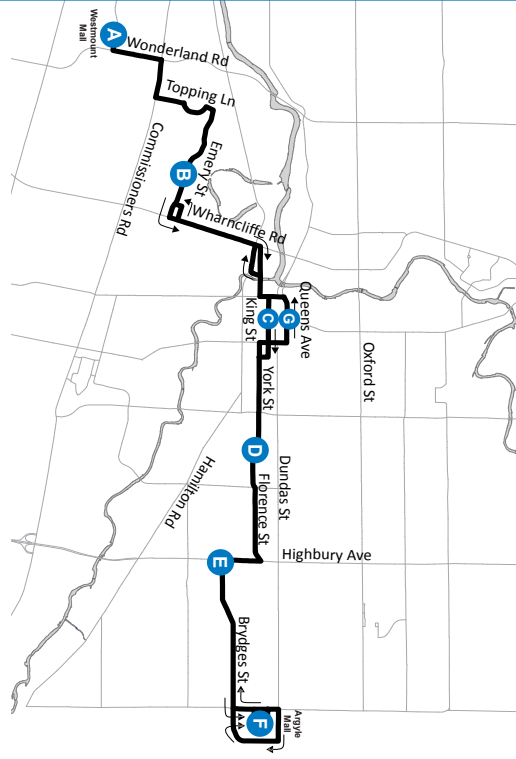 A
Westmount
Mall
Wonderland Rd
Topping Ln
Commissioners Rd
Emery St
B
Wharncliffe Rd
Queens Ave
C
G
King St
Oxford St
York St
D
Dundas St
Florence St
Hamilton Rd
Highbury Ave
E
Brydges St
Argyle
Mall
F